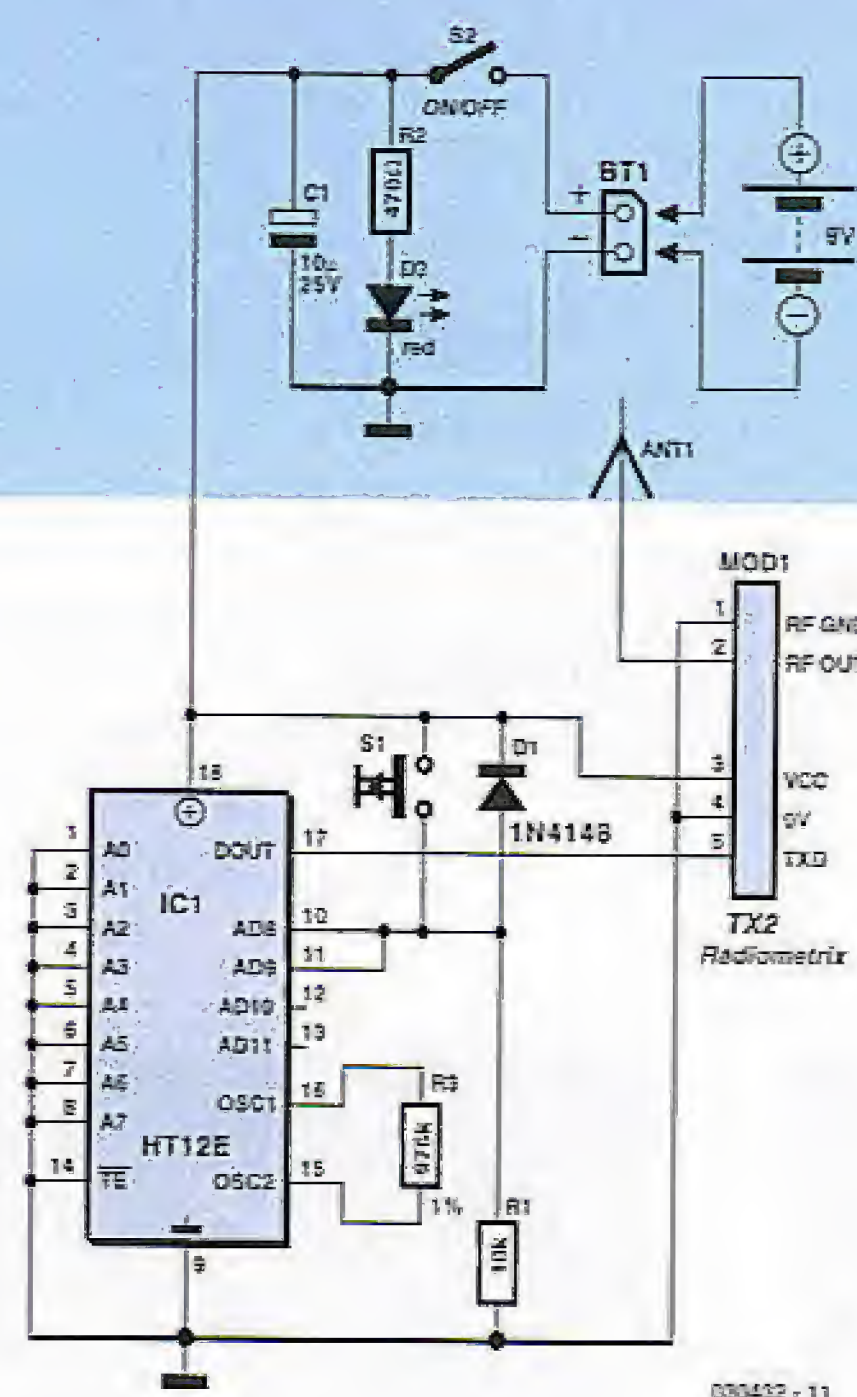 S2
ON/OFF
R2
470Ω
C1
25V
red
BT1
+
−
+
9V
−
ANT1
MOD1
1
RF GND
2
RF OUT
3
VCC
4
0V
5
TXD
TX2
Radiometrix
S1
D1
1N4148
18
+
IC1
HT12E
1 A0
2 A1
3 A2
4 A3
5 A4
6 A5
7 A6
8 A7
14 TE
DOUT 17
AD8 10
AD9 11
AD10 12
AD11 13
OSC1 16
OSC2 15
9
R3
1%
R1
10k